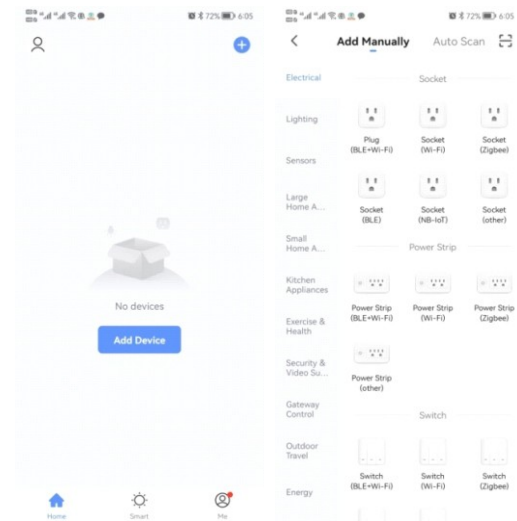 72% 6:05
No devices
Add Device
Home
Smart
Me
72% 6:05
Add Manually
Auto Scan
Electrical
Lighting
Sensors
Large
Home A...
Small
Home A...
Kitchen
Appliances
Exercise &
Health
Security &
Video Su...
Gateway
Control
Outdoor
Travel
Energy
Socket
Plug
(BLE+Wi-Fi)
Socket
(Wi-Fi)
Socket
(Zigbee)
Socket
(BLE)
Socket
(NB-IoT)
Socket
(other)
Power Strip
Power Strip
(BLE+Wi-Fi)
Power Strip
(Wi-Fi)
Power Strip
(Zigbee)
Power Strip
(other)
Switch
Switch
(BLE+Wi-Fi)
Switch
(Wi-Fi)
Switch
(Zigbee)